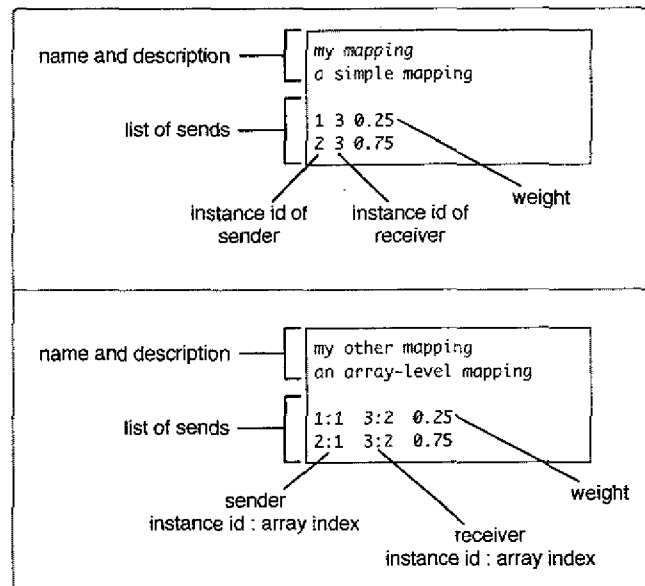 name and description
my mapping
a simple mapping
list of sends
1 3 0.25
2 3 0.75
instance id of
sender
instance id of
receiver
weight
name and description
my other mapping
an array-level mapping
list of sends
1:1 3:2 0.25
2:1 3:2 0.75
sender
instance id : array index
receiver
instance id : array index
weight